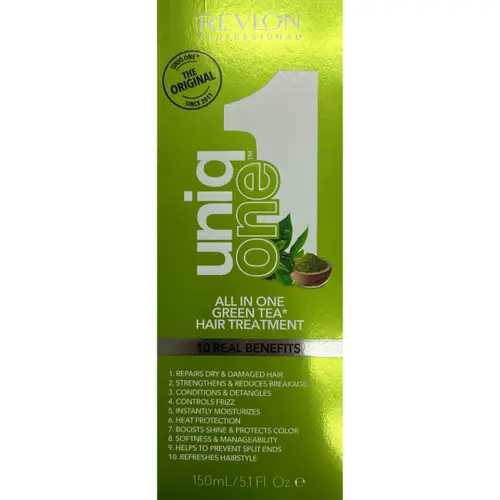 REVLON
PROFESSIONAL
UNIQ ONE™
THE
ORIGINAL
SINCE 2011
1
uniq
one™
ALL IN ONE
GREEN TEA*
HAIR TREATMENT
10 REAL BENEFITS
1. REPAIRS DRY & DAMAGED HAIR
2. STRENGTHENS & REDUCES BREAKAGE
3. CONDITIONS & DETANGLES
4. CONTROLS FRIZZ
5. INSTANTLY MOISTURIZES
6. HEAT PROTECTION
7. BOOSTS SHINE & PROTECTS COLOR
8. SOFTNESS & MANAGEABILITY
9. HELPS TO PREVENT SPLIT ENDS
10. REFRESHES HAIRSTYLE
150mL/5.1 Fl. Oz. e